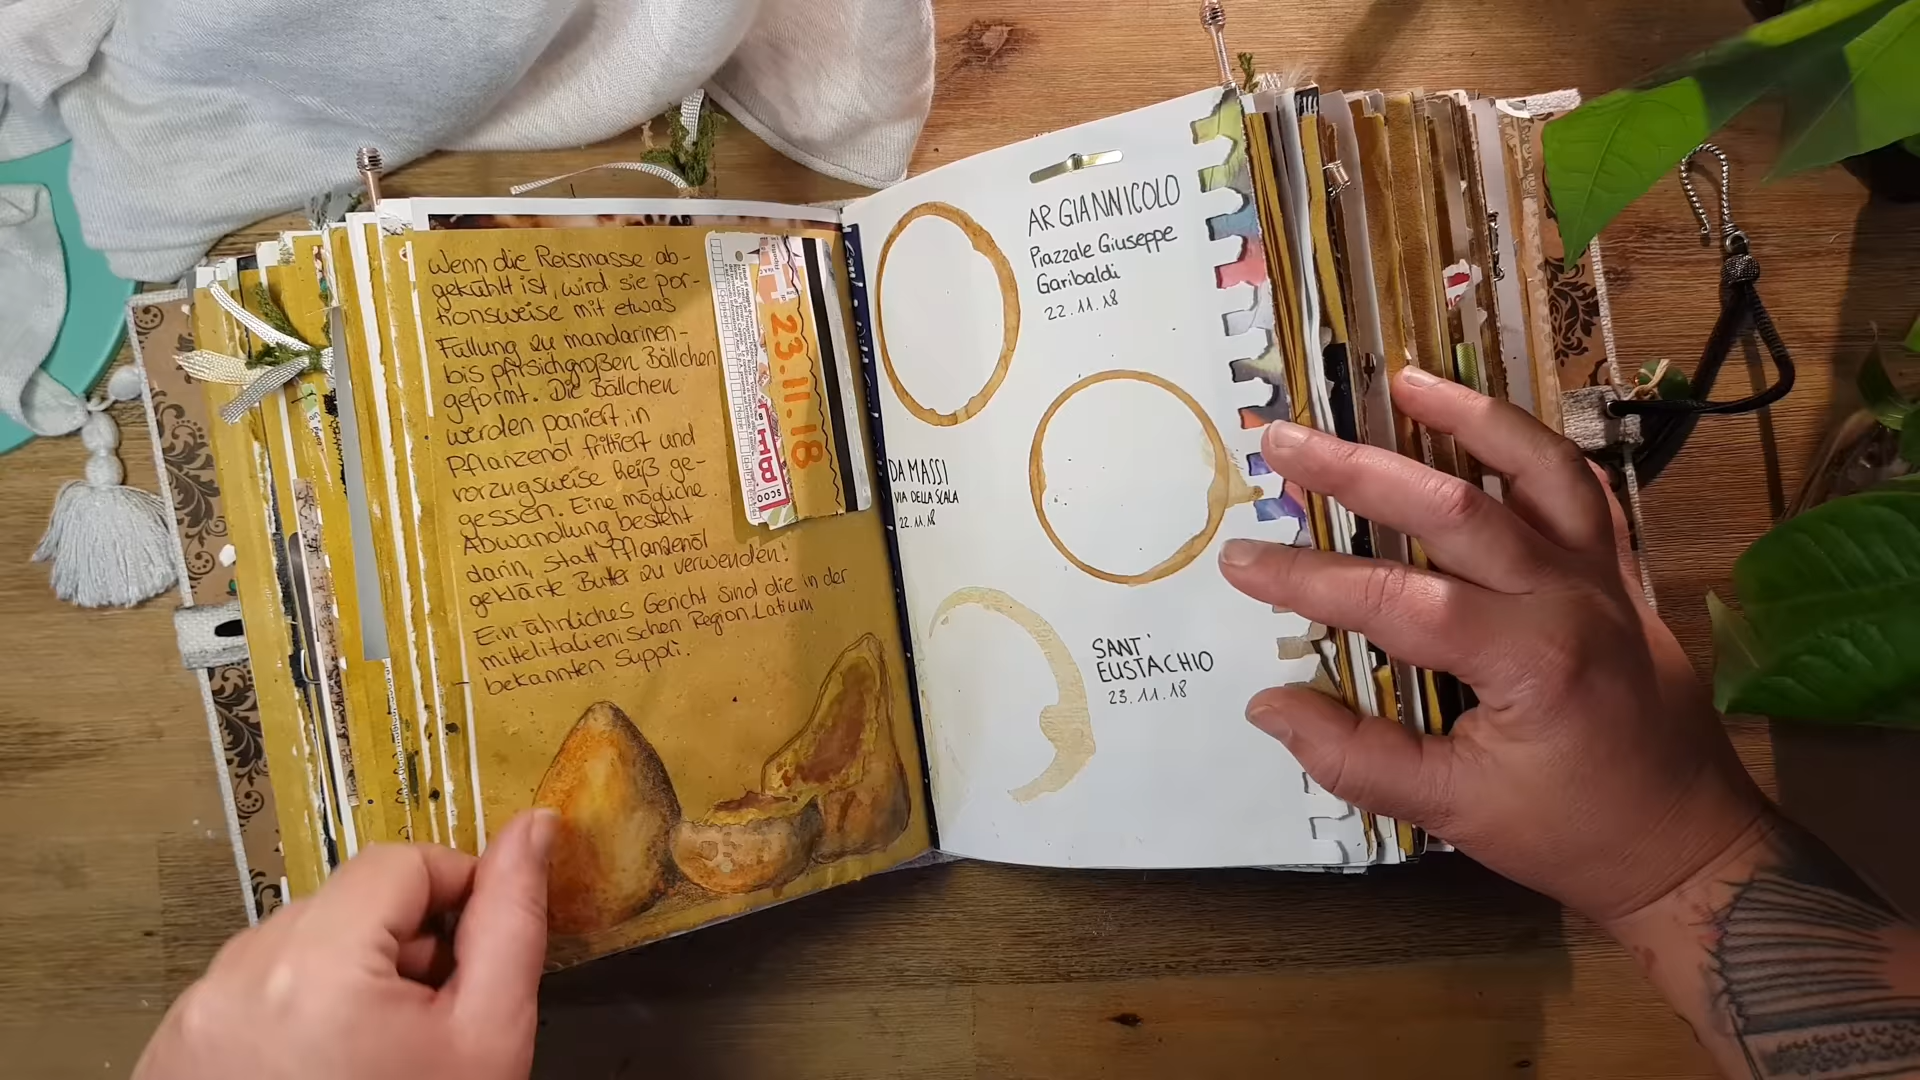 Wenn die Reismasse ab-
gekühlt ist, wird sie por-
tionsweise mit etwas
Füllung zu mandarinen-
bis pfirsichgroßen Bällchen
geformt. Die Bällchen
werden paniert, in
Pflanzenöl frittiert und
vorzugsweise heiß ge-
gessen. Eine mögliche
Abwandlung besteht
darin, statt Pflanzenöl
geklärte Butter zu verwenden.
Ein ähnliches Gericht sind die in der
mittelitalienischen Region Latium
bekannten Suppli.
23.11.18
AR GIANNICOLO
Piazzale Giuseppe
Garibaldi
22.11.18
DA MASSI
VIA DELLA SCALA
22.11.18
SANT'
EUSTACHIO
23.11.18